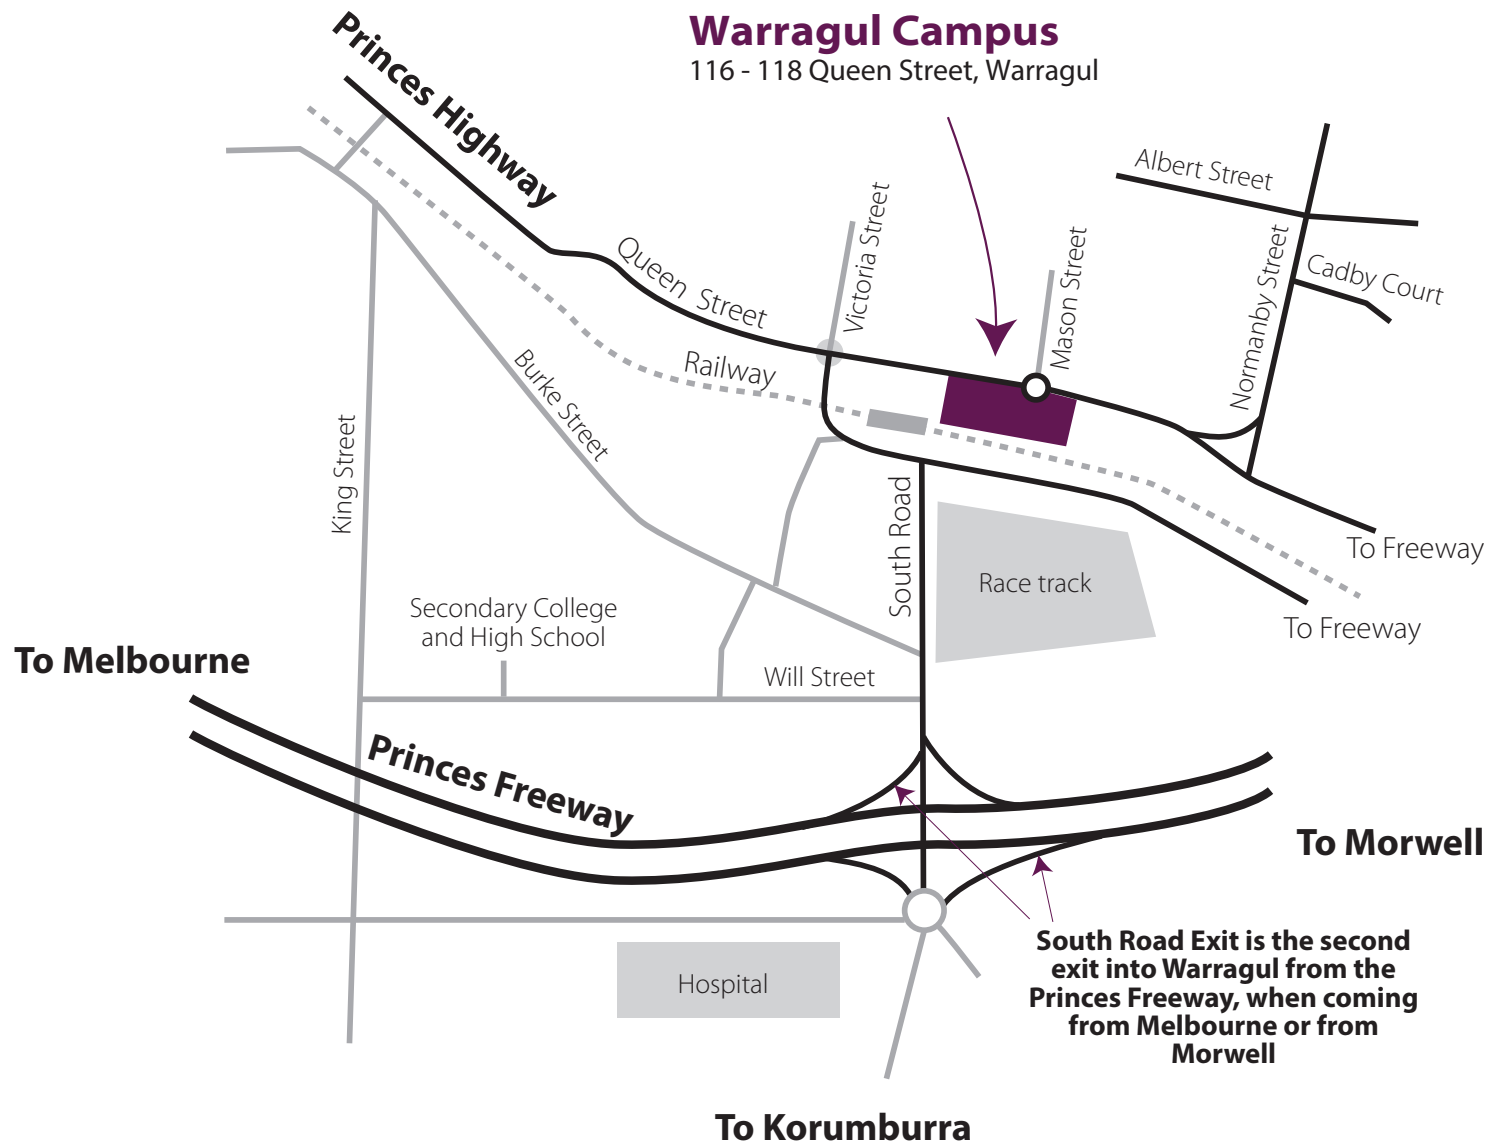 Warragul Campus
116 - 118 Queen Street, Warragul
Princes Highway
Albert Street
Victoria Street
Mason Street
Normanby Street
Cadby Court
Queen Street
Railway
Burke Street
King Street
South Road
Race track
To Freeway
To Freeway
Secondary College
and High School
Will Street
To Melbourne
Princes Freeway
To Morwell
South Road Exit is the second
exit into Warragul from the
Princes Freeway, when coming
from Melbourne or from
Morwell
Hospital
To Korumburra